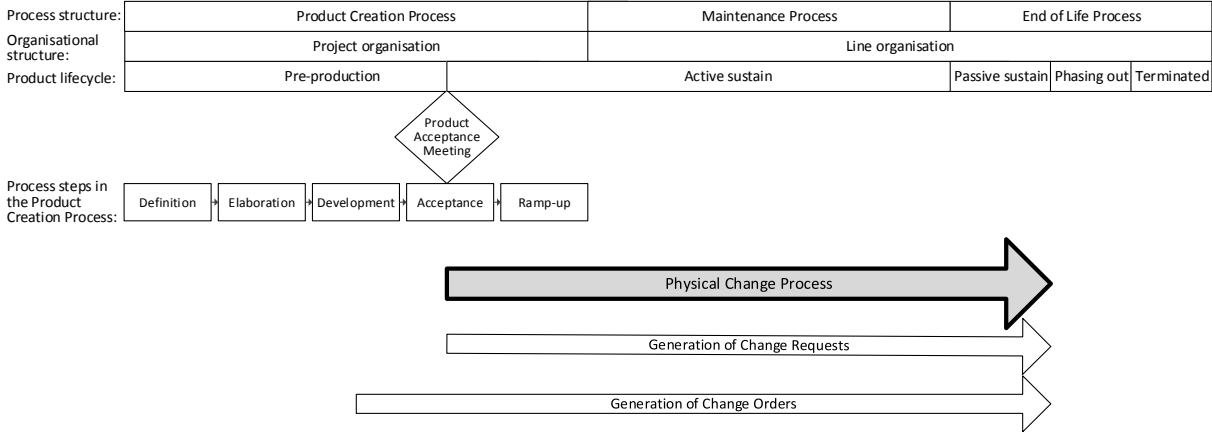 Process structure: Product Creation Process Maintenance Process End of Life Process
Organisational
structure: Project organisation Line organisation
Product lifecycle: Pre-production Active sustain Passive sustain Phasing out Terminated
Product
Acceptance
Meeting
Process steps in
the Product
Creation Process:
Definition Elaboration Development Acceptance Ramp-up
Physical Change Process
Generation of Change Requests
Generation of Change Orders